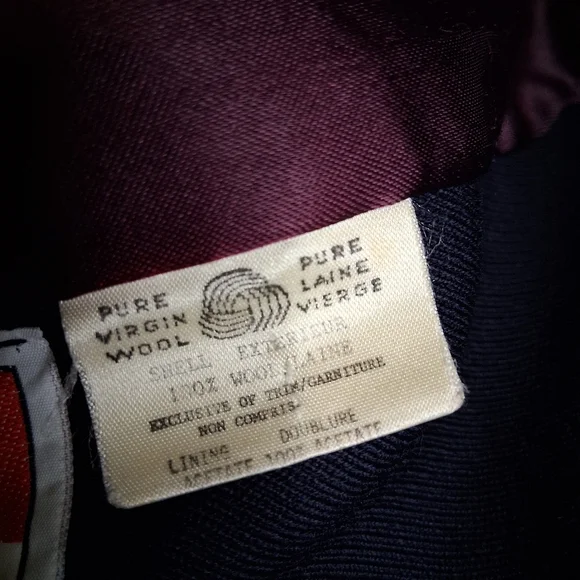 PURE
VIRGIN
WOOL
PURE
LAINE
VIERGE
SHELL EXTERIEUR
100% WOOL/LAINE
EXCLUSIVE OF TRIM/GARNITURE
NON COMPRIS
LINING DOUBLURE
ACETATE 100% ACETATE